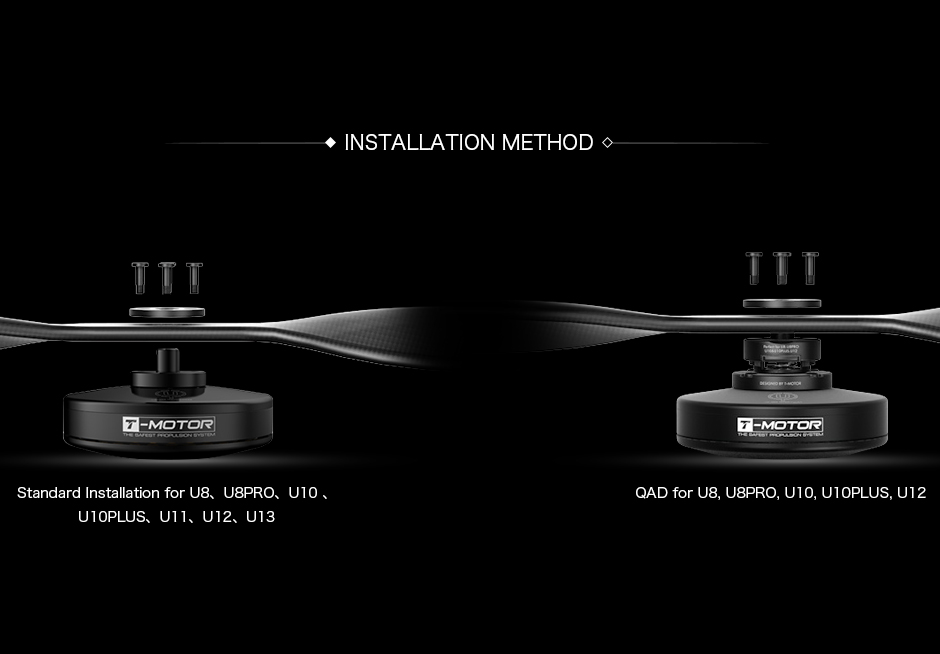 INSTALLATION METHOD
T-MOTOR
THE SAFEST PROPULSION SYSTEM
Standard Installation for U8、U8PRO、U10 、
U10PLUS、U11、U12、U13
DESIGNED BY T-MOTOR
T-MOTOR
THE SAFEST PROPULSION SYSTEM
QAD for U8, U8PRO, U10, U10PLUS, U12